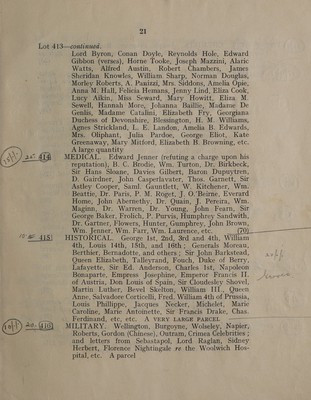 21
Lot 413—continued.
Lord Byron, Conan Doyle, Reynolds Hole, Edward
Gibbon (verses), Horne Tooke, Joseph Mazzini, Alaric
Watts, Alfred Austin, Robert Chambers, James
Sheridan Knowles, William Sharp, Norman Douglas,
Morley Roberts, A. Panizzi, Mrs. Siddons, Amelia Opie,
Anna M. Hall, Felicia Hemans, Jenny Lind, Eliza Cook,
Lucy Aikin, Miss Seward, Mary Howitt, Eliza M.
Sewell, Hannah More, Johanna Baillie, Madame De
Genlis, Madame Catalini, Elizabeth Fry, Georgiana
Duchess of Devonshire, Blessington, H. M. Williams,
Agnes Strickland, L. E. Landon, Amelia B. Edwards,
Mrs. Oliphant, Julia Pardoe, George Eliot, Kate
Greenaway, Mary Mitford, Elizabeth B. Browning, etc.
A large quantity
414 MEDICAL. Edward Jenner (refuting a charge upon his
reputation), B. C. Brodie, Wm. Turton, Dr. Birkbeck,
Sir Hans Sloane, Davies Gilbert, Baron Dupuytren,
D. Gairdner, John Casperlavater, Thos. Garnett, Sir
Astley Cooper, Saml. Gauntlett, W. Kitchener, Wm.
Beattie, Dr. Paris, P. M. Roget, J. O'Beirne, Everard
Home, John Abernethy, Dr. Quain, J. Pereira, Wm.
Maginn, Dr. Warren, Dr. Young, John Fearn, Sir
George Baker, Frolich, P. Purvis, Humphrey Sandwith,
Dr. Gartner, Flowers, Hunter, Gumphrey, John Brown,
Wm. Jenner, Wm. Farr, Wm. Laurence, etc. (70)
415 HISTORICAL. George 1st, 2nd, 3rd and 4th, William
4th, Louis 14th, 15th, and 16th; Generals Moreau,
Berthier, Bernadotte, and others; Sir John Barkstead,
Queen Elizabeth, Talleyrand, Fouch, Duke of Berry,
Lafayette, Sir Ed. Anderson, Charles 1st, Napoleon
Bonaparte, Empress Josephine, Emperor Francis II.
of Austria, Don Louis of Spain, Sir Cloudesley Shovel,
Martin Luther, Bevel Skelton, William III., Queen
Anne, Salvadore Corticelli, Fred. William 4th of Prussia,
Louis Phillippe, Jacques Necker, Michelet, Marie
Caroline, Marie Antoinette, Sir Francis Drake, Chas.
Ferdinand, etc. etc. A VERY LARGE PARCEL
MILITARY. Wellington, Burgoyne, Wolseley, Napier,
Roberts, Gordon (Chinese), Outram, Crimea Celebrities;
and letters from Sebastapol, Lord Raglan, Sidney
Herbert, Florence Nightingale re the Woolwich Hos-
pital, etc. A parcel